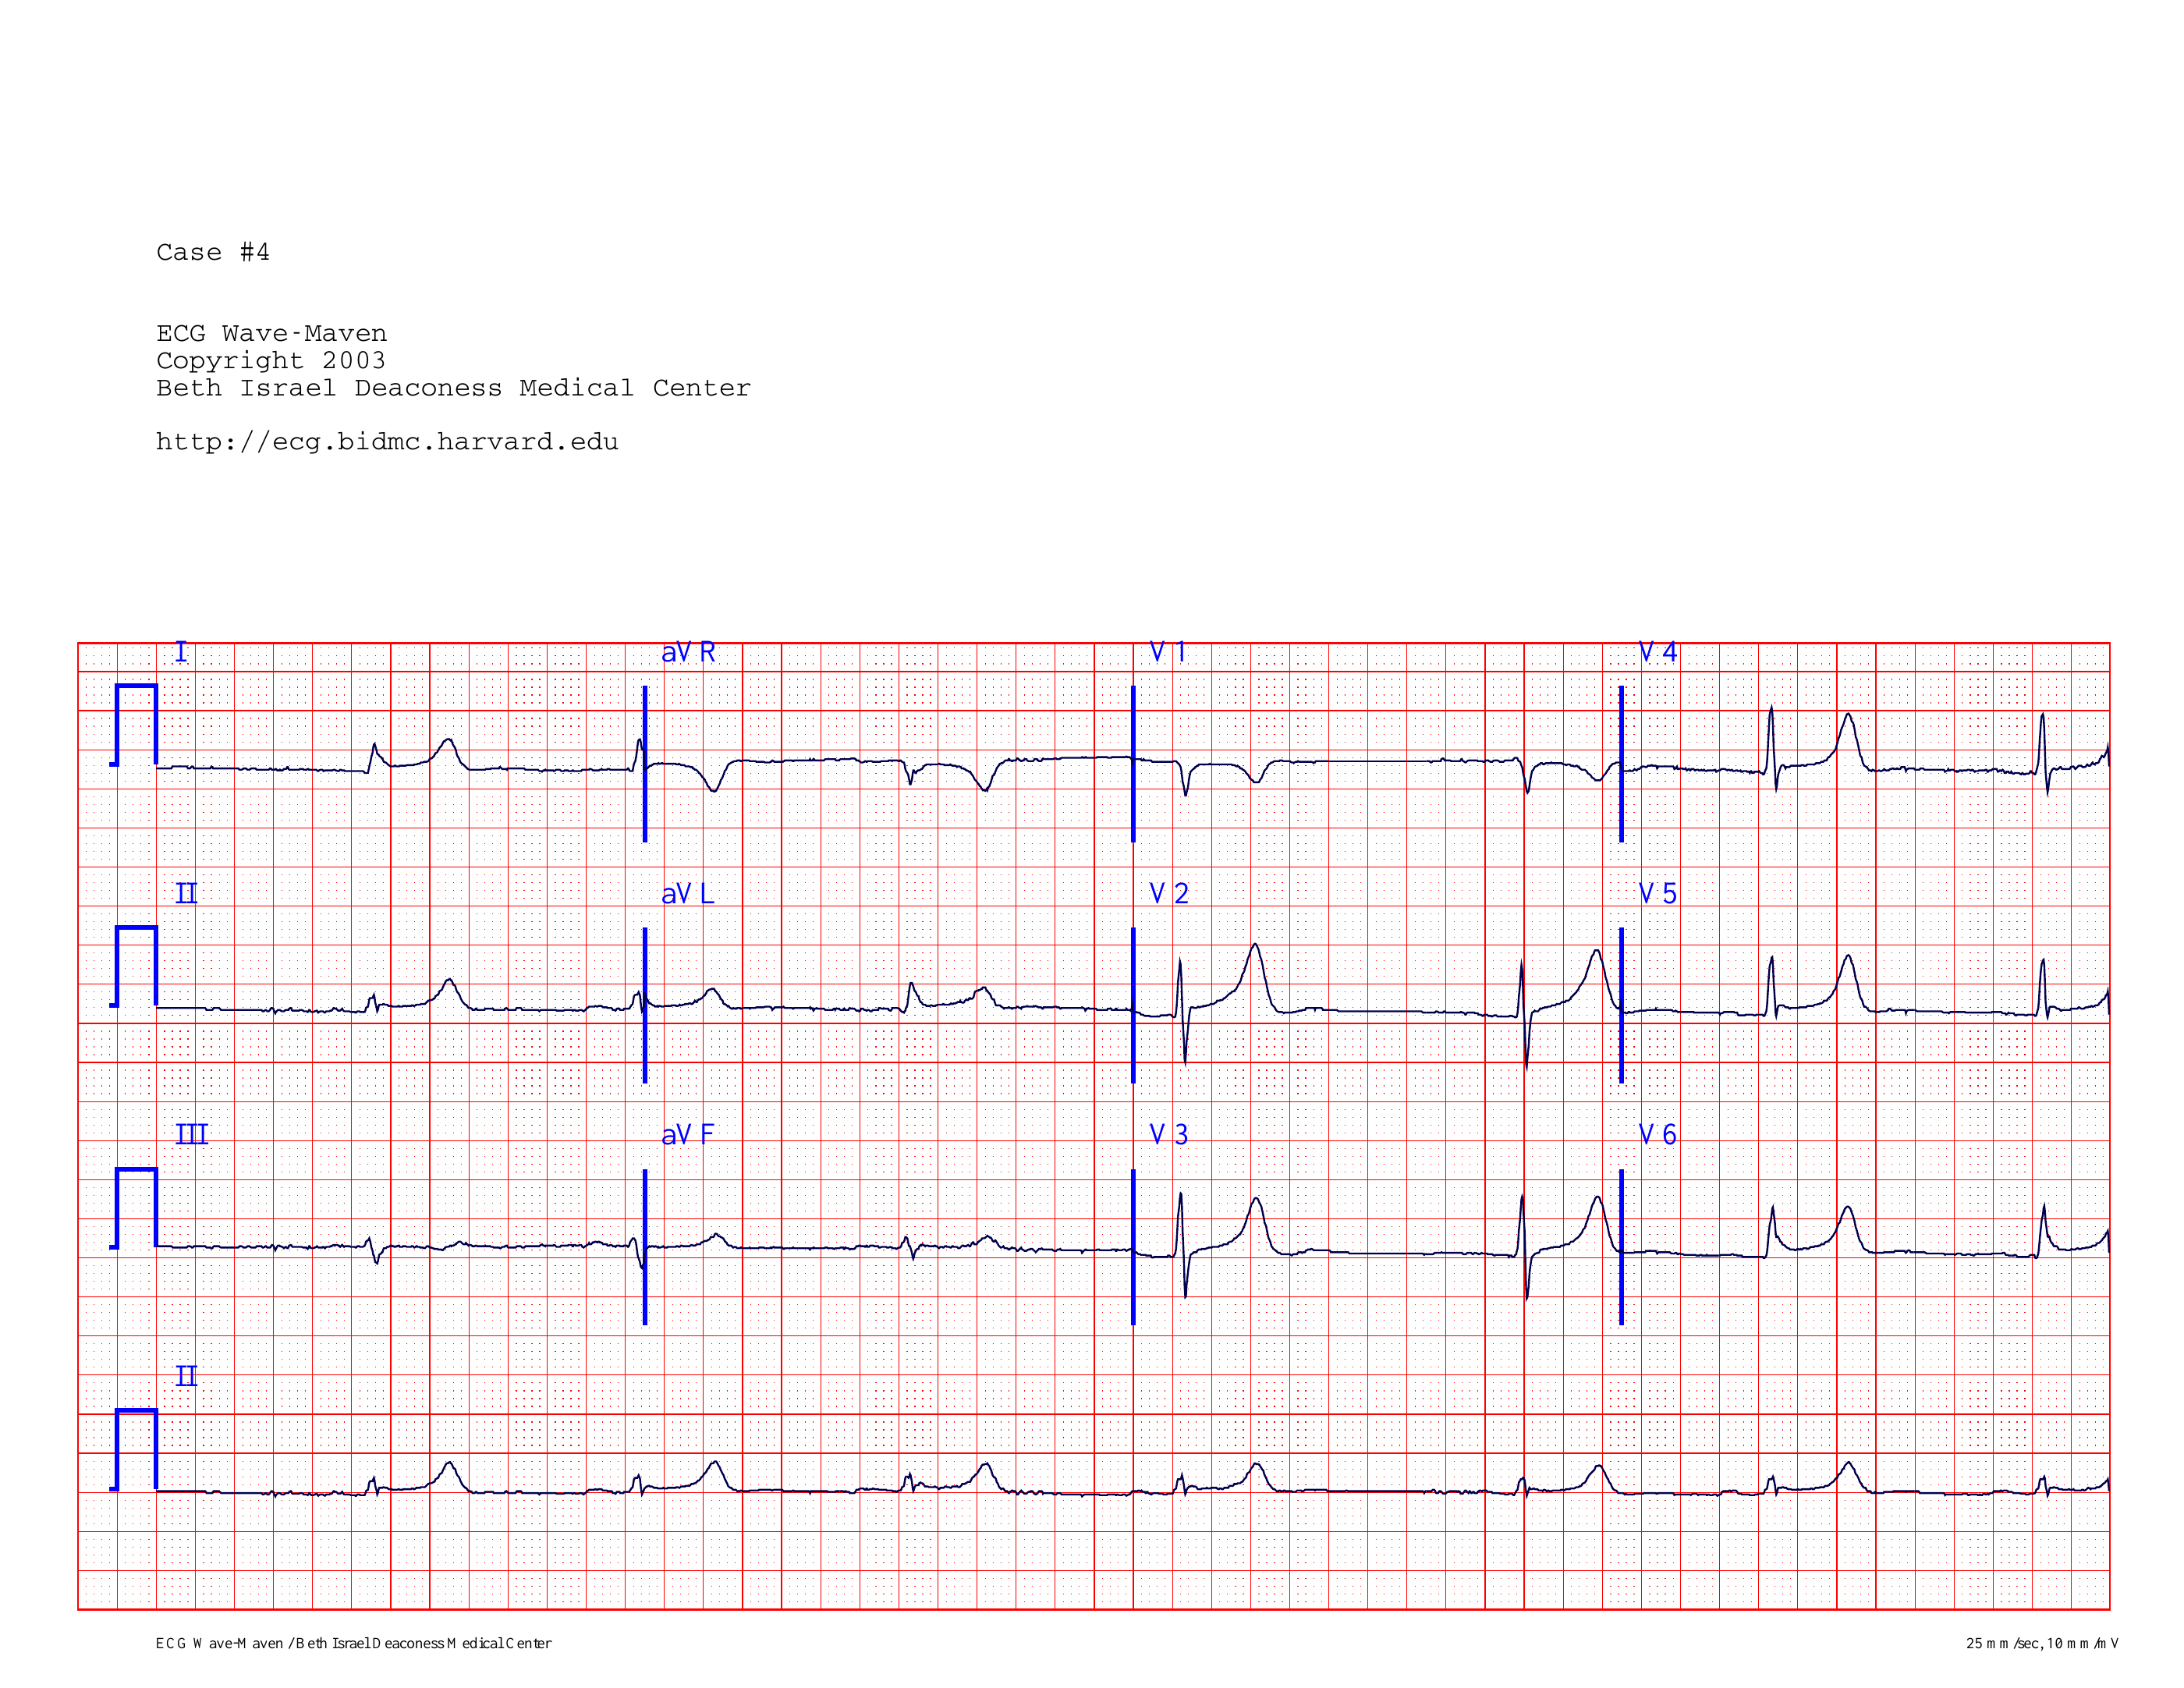 Case #4
ECG Wave-Maven
Copyright 2003
Beth Israel Deaconess Medical Center
http://ecg.bidmc.harvard.edu
I aVR V1 V4
II aVL V2 V5
III aVF V3 V6
II
ECG Wave-Maven / Beth Israel Deaconess Medical Center 25 mm/sec, 10 mm/mV